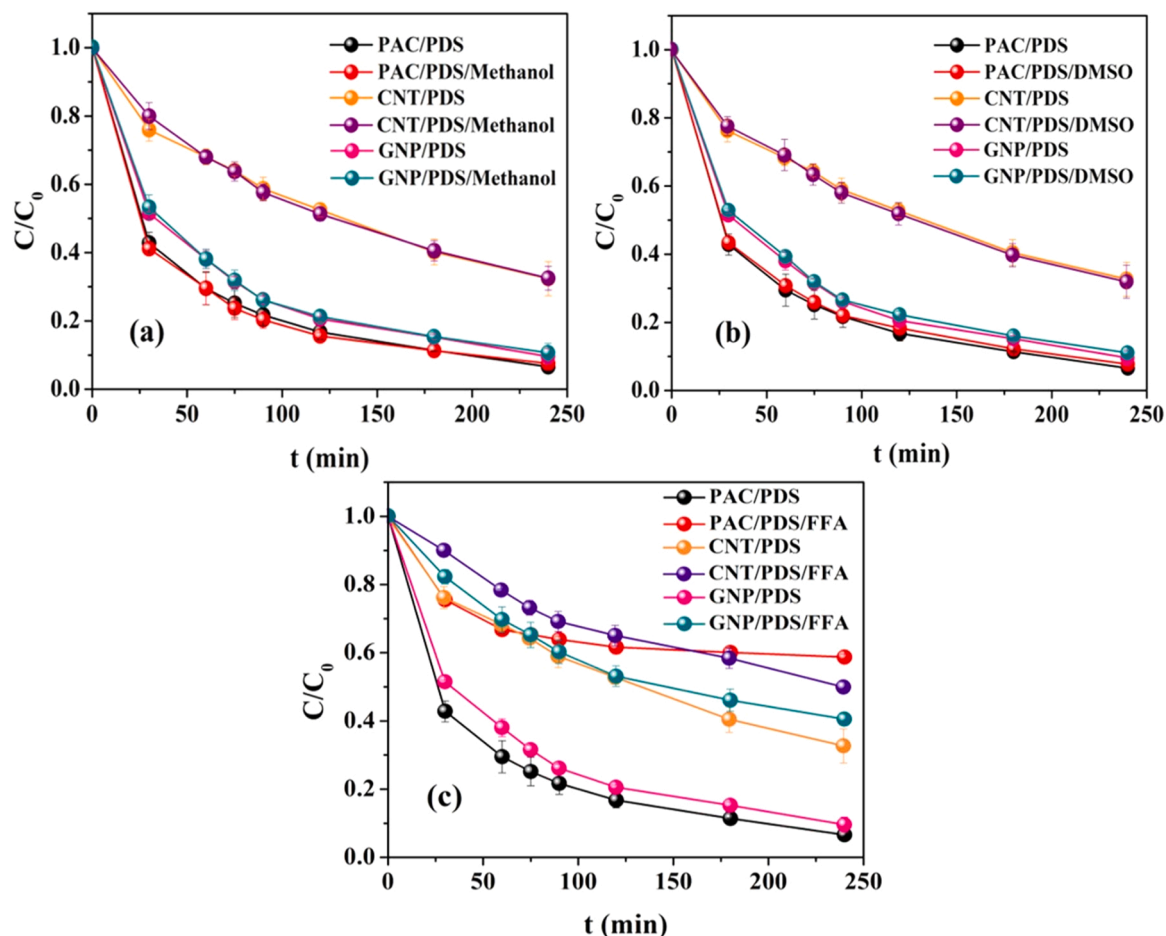 PAC/PDS
PAC/PDS/Methanol
CNT/PDS
CNT/PDS/Methanol
GNP/PDS
GNP/PDS/Methanol
1.0
0.8
0.6
0.4
0.2
0.0
C/C0
(a)
0
50
100
150
200
250
t (min)
PAC/PDS
PAC/PDS/DMSO
CNT/PDS
CNT/PDS/DMSO
GNP/PDS
GNP/PDS/DMSO
1.0
0.8
0.6
0.4
0.2
0.0
C/C0
(b)
0
50
100
150
200
250
t (min)
PAC/PDS
PAC/PDS/FFA
CNT/PDS
CNT/PDS/FFA
GNP/PDS
GNP/PDS/FFA
1.0
0.8
0.6
0.4
0.2
0.0
C/C0
(c)
0
50
100
150
200
250
t (min)